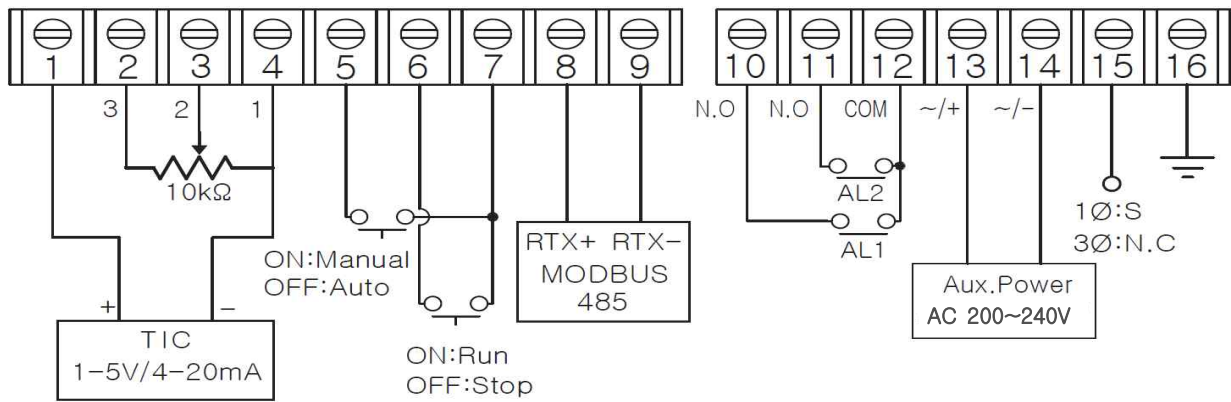 1 2 3 4 5 6 7 8 9 10 11 12 13 14 15 16
3 2 1 N.O N.O COM ~/+ ~/-
10kΩ
AL2
AL1
1Ø:S
3Ø:N.C
ON:Manual
OFF:Auto
RTX+ RTX-
MODBUS
485
Aux.Power
AC 200~240V
+ -
TIC
1-5V/4-20mA
ON:Run
OFF:Stop